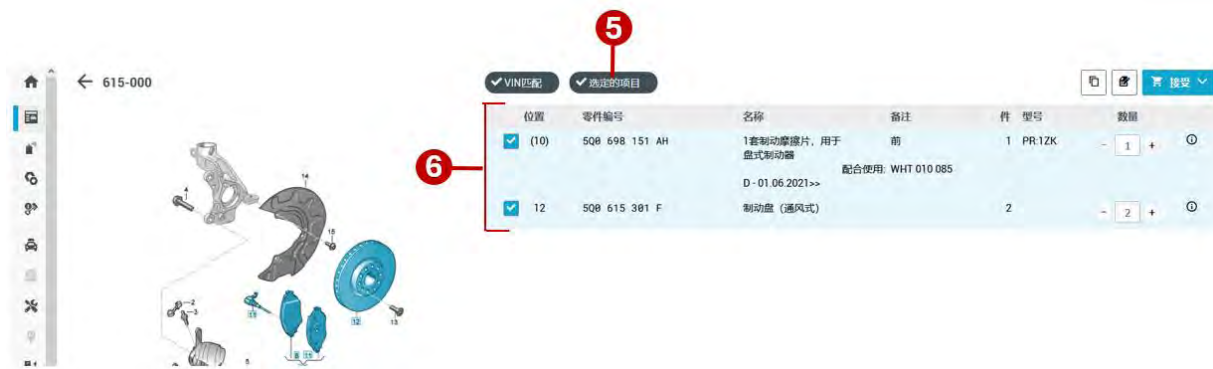 5
615-000
VIN匹配
选定的项目
接受
位置 零件编号 名称 备注 件 型号 数量
6
(10) 5Q0 698 151 AH 1套制动摩擦片，用于 前 1 PR:1ZK - 1 +
盘式制动器
配合使用: WHT 010 085
D - 01.06.2021>>
12 5Q0 615 301 F 制动盘（通风式） 2 - 2 +
14
4
15
2
3
11
12
13
8 11
5